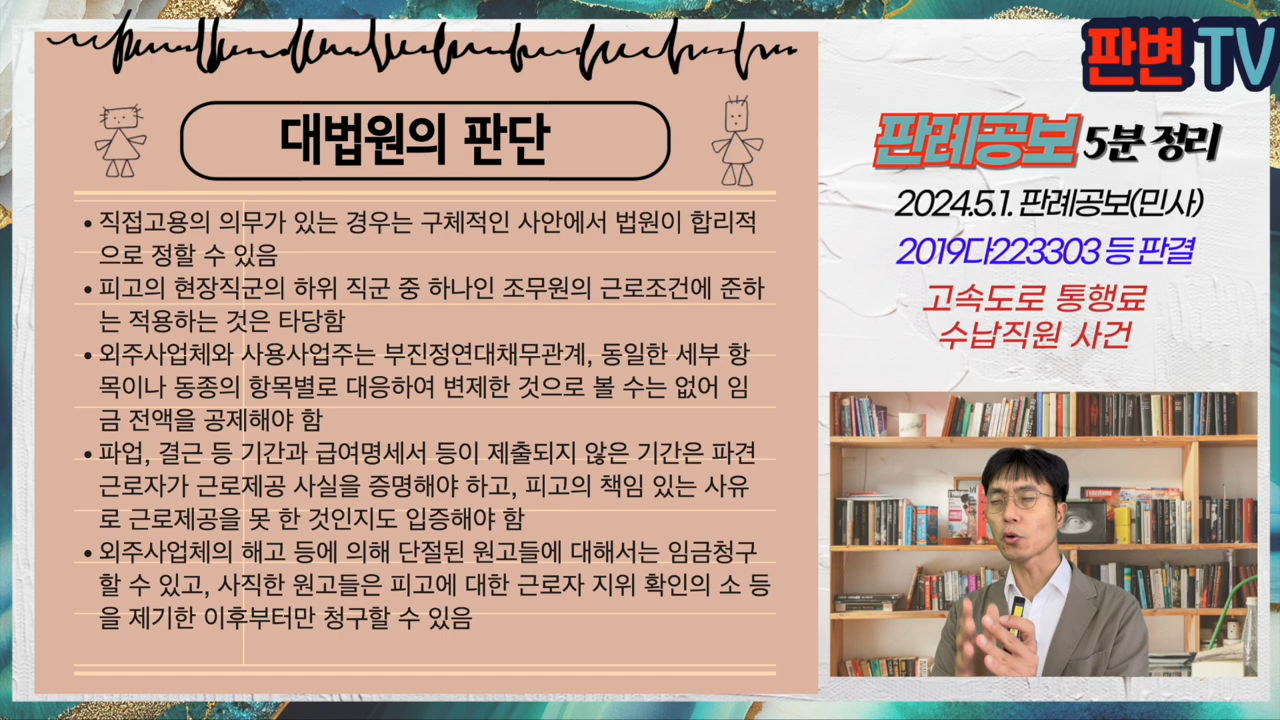 판변 TV
대법원의 판단
• 직접고용의 의무가 있는 경우는 구체적인 사안에서 법원이 합리적
으로 정할 수 있음
• 피고의 현장직군의 하위 직군 중 하나인 조무원의 근로조건에 준하
는 적용하는 것은 타당함
• 외주사업체와 사용사업주는 부진정연대채무관계, 동일한 세부 항
목이나 동종의 항목별로 대응하여 변제한 것으로 볼 수는 없어 임
금 전액을 공제해야 함
• 파업, 결근 등 기간과 급여명세서 등이 제출되지 않은 기간은 파견
근로자가 근로제공 사실을 증명해야 하고, 피고의 책임 있는 사유
로 근로제공을 못 한 것인지도 입증해야 함
• 외주사업체의 해고 등에 의해 단절된 원고들에 대해서는 임금청구
할 수 있고, 사직한 원고들은 피고에 대한 근로자 지위 확인의 소 등
을 제기한 이후부터만 청구할 수 있음
판례공보 5분 정리
2024.5.1. 판례공보(민사)
2019다223303 등 판결
고속도로 통행료
수납직원 사건